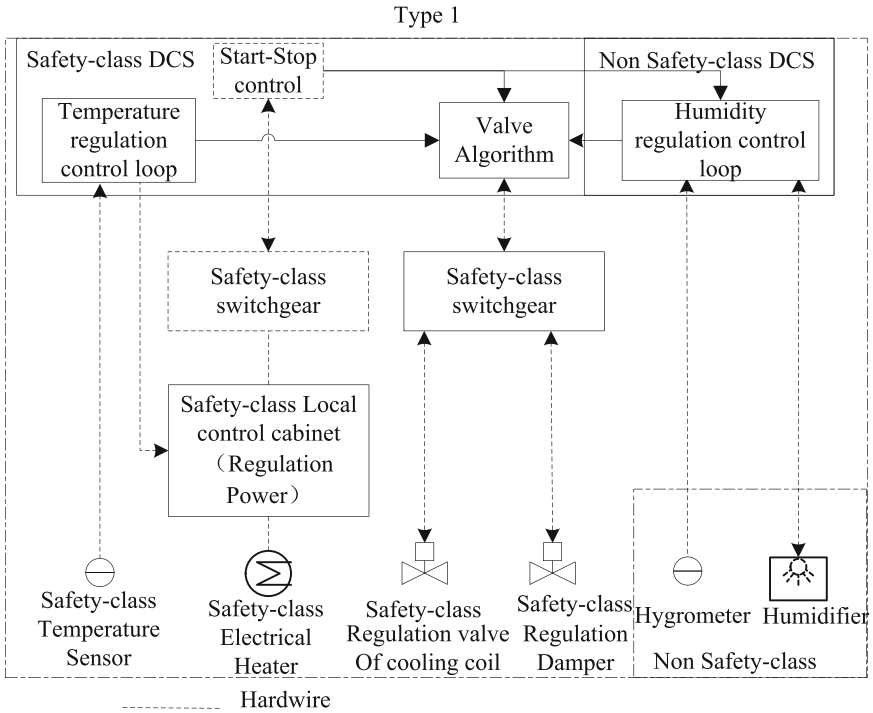 Type 1
Safety-class DCS
Start-Stop
control
Non Safety-class DCS
Temperature
regulation
control loop
Valve
Algorithm
Humidity
regulation control
loop
Safety-class
switchgear
Safety-class
switchgear
Safety-class Local
control cabinet
（Regulation
Power）
Safety-class
Temperature
Sensor
Safety-class
Electrical
Heater
Safety-class
Regulation valve
Of cooling coil
Safety-class
Regulation
Damper
Hygrometer
Humidifier
Non Safety-class
Hardwire